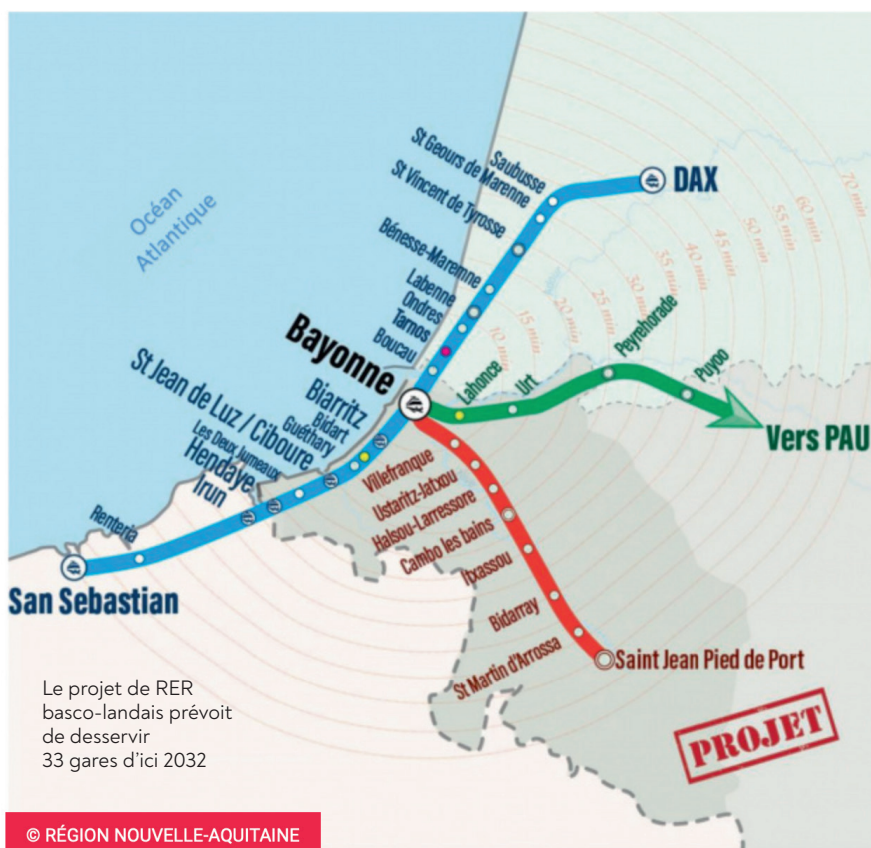 Océan
Atlantique
DAX
Saubusse
St Geours de Marenne
St Vincent de Tyrosse
Bénesse-Maremne
Labenne
Ondres
Tarnos
Boucau
Bayonne
Biarritz
Bidart
Guéthary
St Jean de Luz / Ciboure
Les Deux Jumeaux
Hendaye
Irun
Renteria
San Sebastian
Lahonce
Urt
Peyrehorade
Puyoo
Vers PAU
Villefranque
Ustaritz-Jatxou
Halsou-Larressore
Cambo les bains
Itxassou
Bidarray
St Martin d'Arrossa
Saint Jean Pied de Port
10 min
15 min
20 min
25 min
30 min
35 min
40 min
45 min
50 min
55 min
60 min
70 min
Le projet de RER
basco-landais prévoit
de desservir
33 gares d'ici 2032
PROJET
© RÉGION NOUVELLE-AQUITAINE